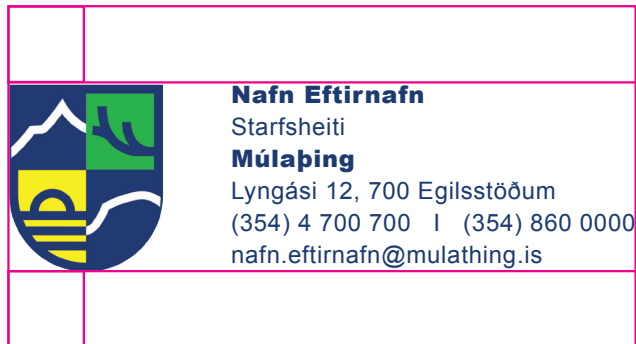 Nafn Eftirnafn
Starfsheiti
Múlaþing
Lyngási 12, 700 Egilsstöðum
(354) 4 700 700 I (354) 860 0000
nafn.eftirnafn@mulathing.is